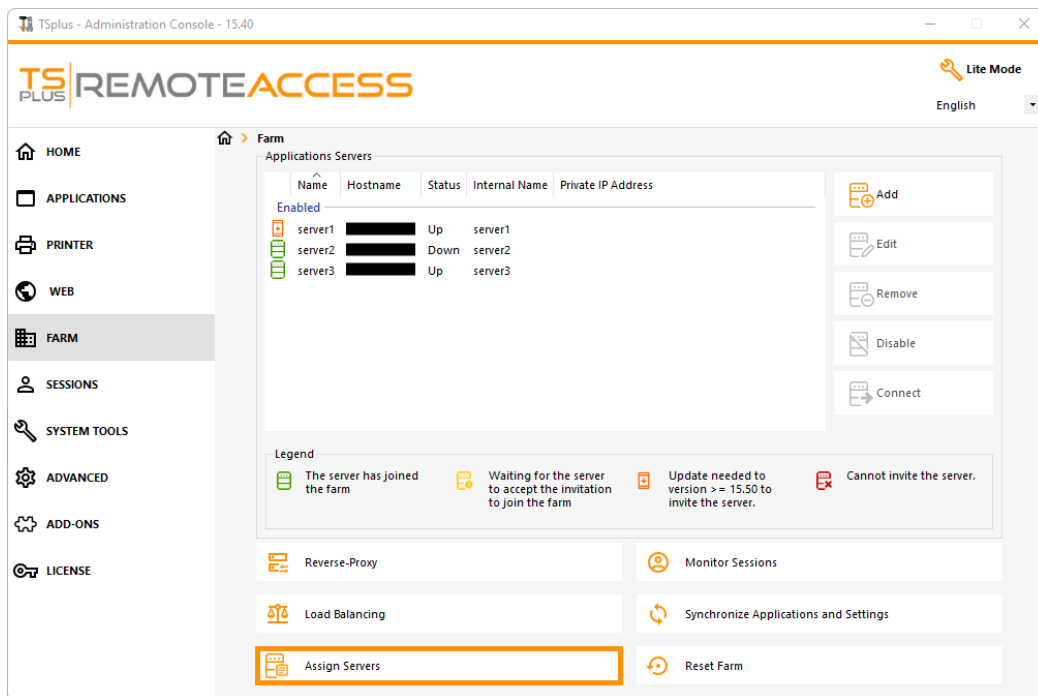 TSplus - Administration Console - 15.40
TS PLUS REMOTEACCESS
Lite Mode
English
HOME
APPLICATIONS
PRINTER
WEB
FARM
SESSIONS
SYSTEM TOOLS
ADVANCED
ADD-ONS
LICENSE
Farm
Applications Servers
Name Hostname Status Internal Name Private IP Address
Enabled
server1 Up server1
server2 Down server2
server3 Up server3
Add
Edit
Remove
Disable
Connect
Legend
The server has joined
the farm
Waiting for the server
to accept the invitation
to join the farm
Update needed to
version >= 15.50 to
invite the server.
Cannot invite the server.
Reverse-Proxy
Monitor Sessions
Load Balancing
Synchronize Applications and Settings
Assign Servers
Reset Farm